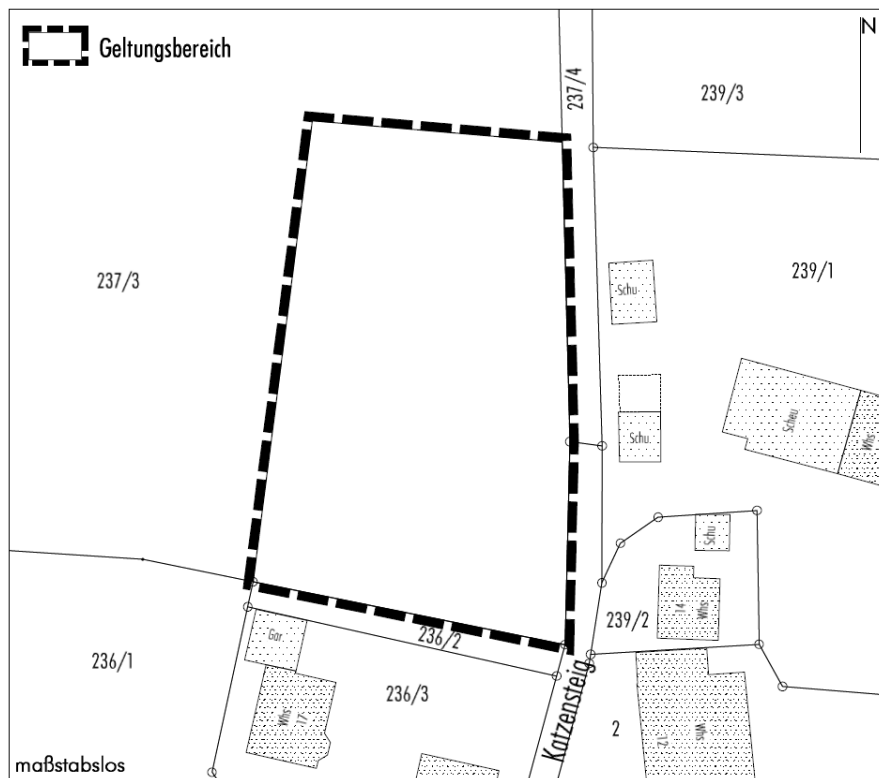 Geltungsbereich
N
237/4
239/3
237/3
239/1
Schu
Scheu
Whs
Schu
Schu
14
Whs
239/2
236/2
Gar.
236/1
236/3
Whs
17
Katzensteig
2
Whs
12
maßstabslos